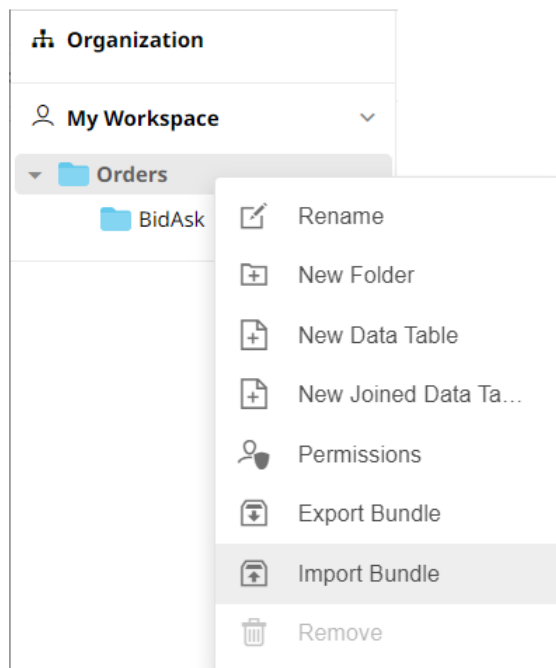 Organization
My Workspace
Orders
BidAsk
Rename
New Folder
New Data Table
New Joined Data Ta...
Permissions
Export Bundle
Import Bundle
Remove